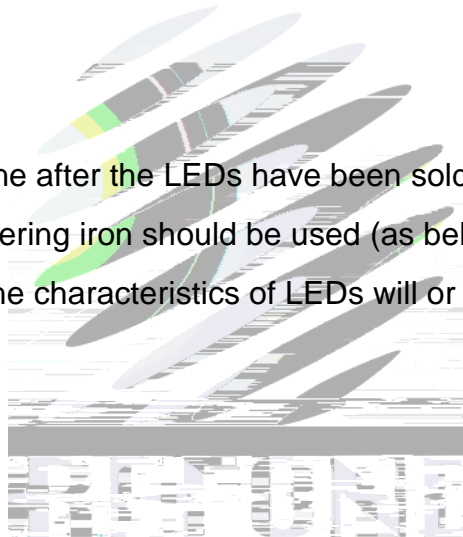 ne after the LEDs have been sold
ering iron should be used (as bel
ne characteristics of LEDs will or